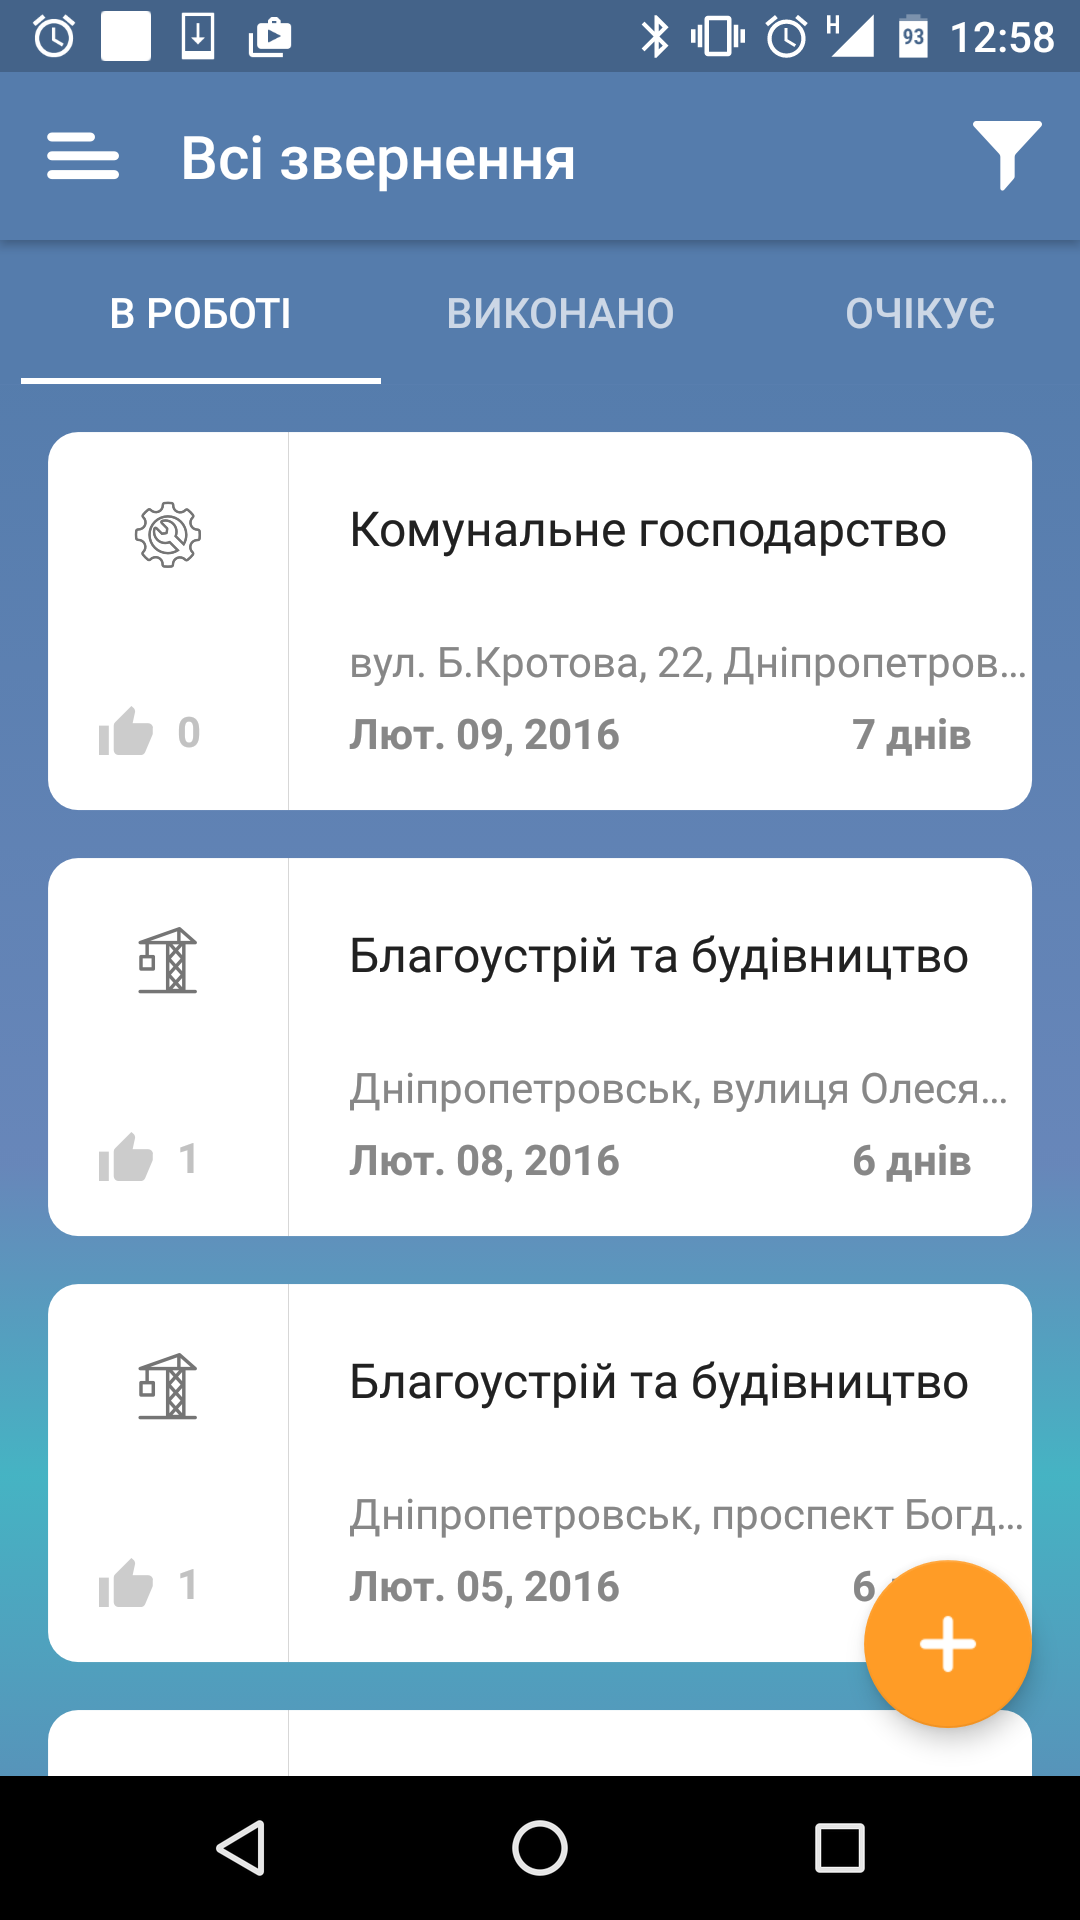 H 93 12:58
Всі звернення
В РОБОТІ ВИКОНАНО ОЧІКУЄ
Комунальне господарство
вул. Б.Кротова, 22, Дніпропетров...
0 Лют. 09, 2016 7 днів
Благоустрій та будівництво
Дніпропетровськ, вулиця Олеся...
1 Лют. 08, 2016 6 днів
Благоустрій та будівництво
Дніпропетровськ, проспект Богд...
1 Лют. 05, 2016 6